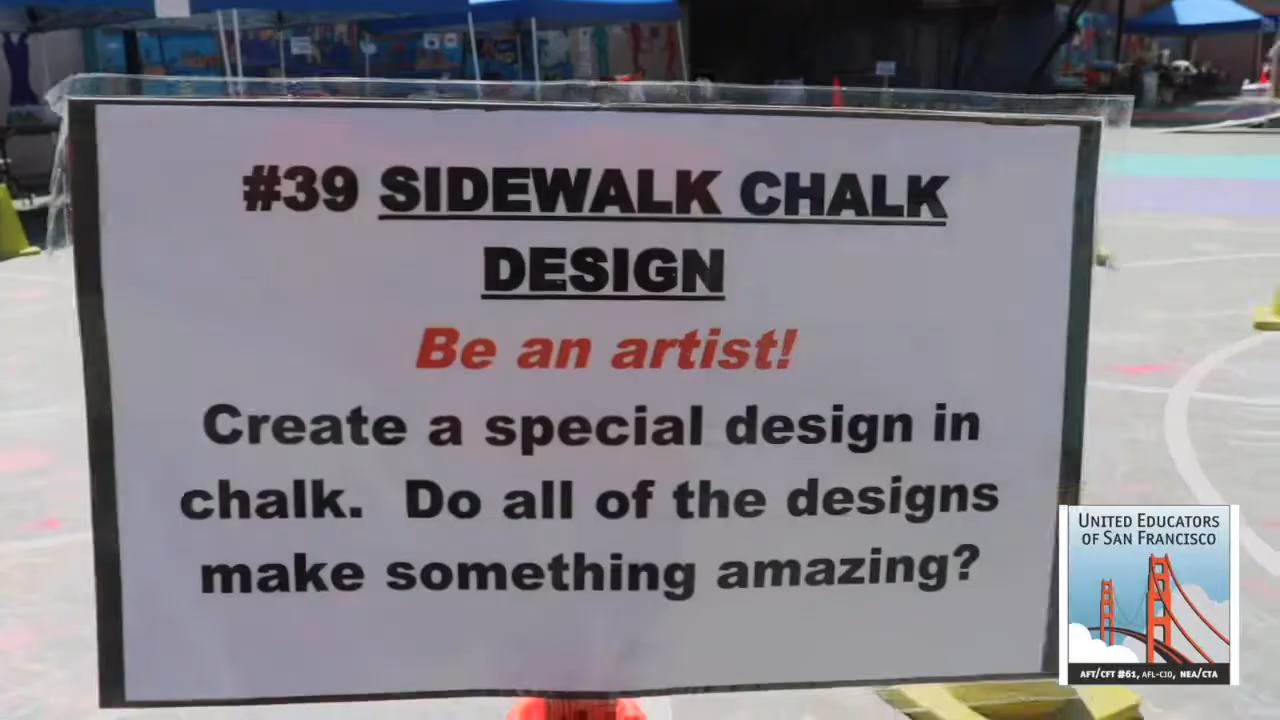 #39 SIDEWALK CHALK
DESIGN
Be an artist!
Create a special design in
chalk. Do all of the designs
make something amazing?
UNITED EDUCATORS
OF SAN FRANCISCO
AFT/CFT #61, AFL-CIO, NEA/CTA